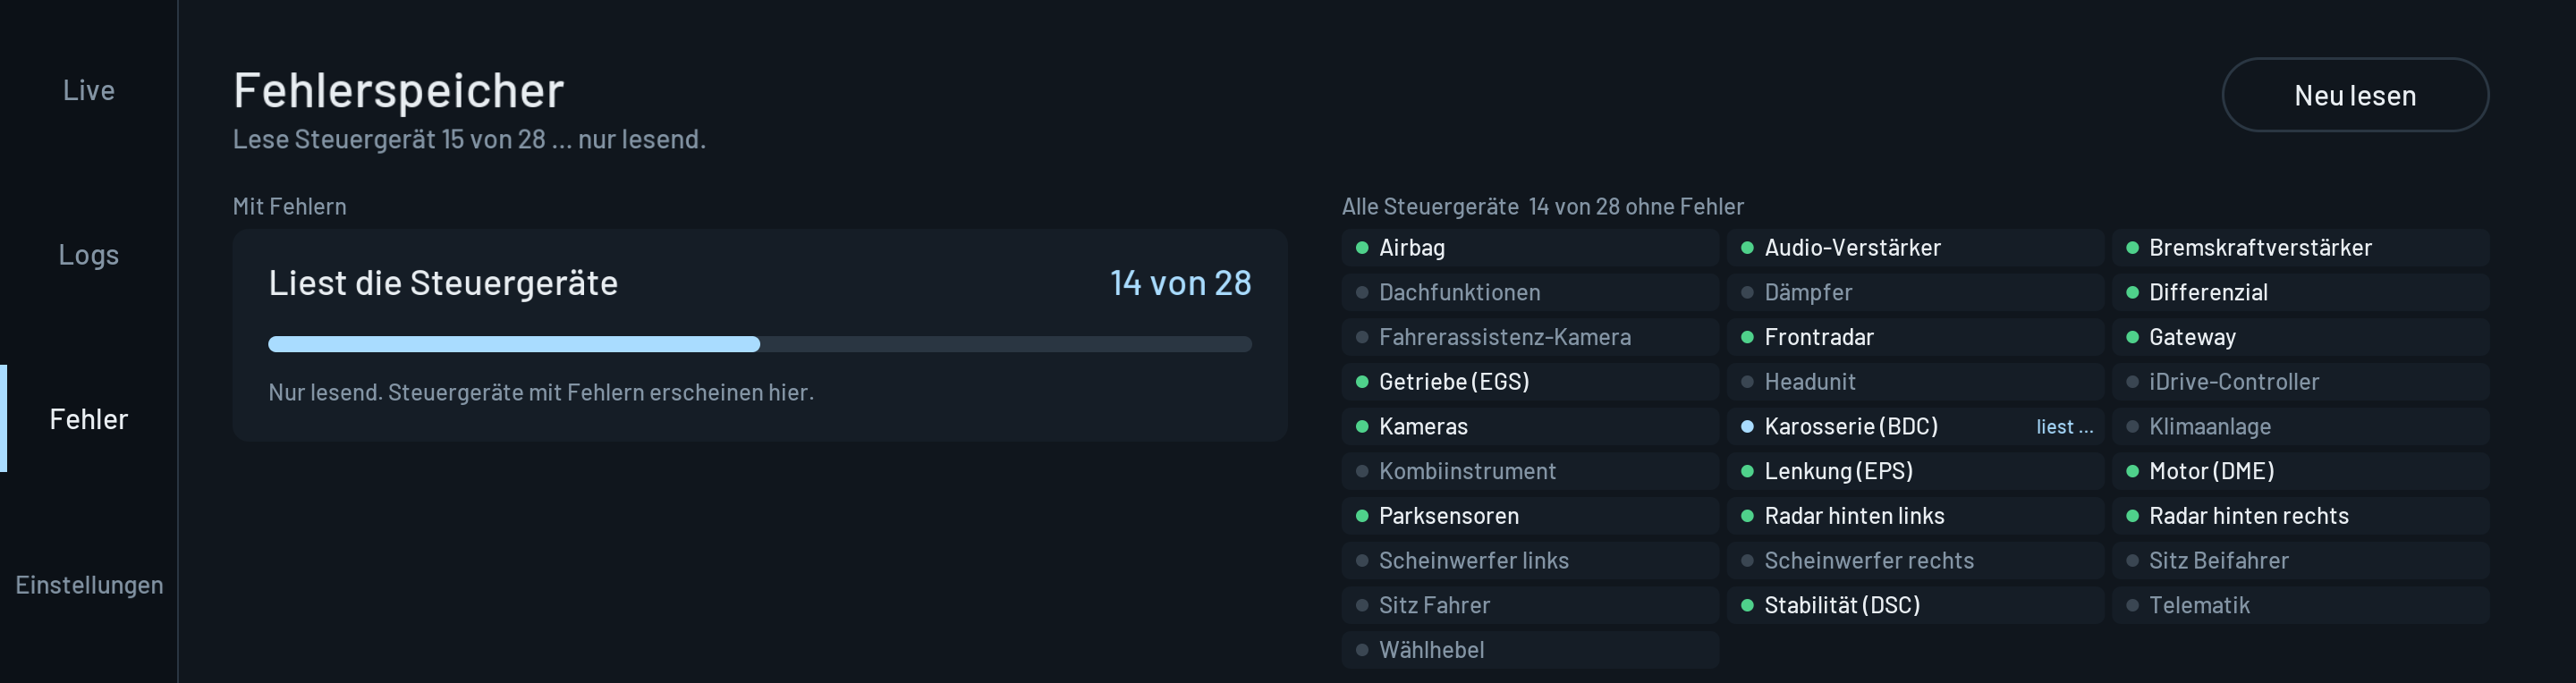 Live
Logs
Fehler
Einstellungen
Fehlerspeicher
Lese Steuergerät 15 von 28 ... nur lesend.
Neu lesen
Mit Fehlern
Liest die Steuergeräte 14 von 28
Nur lesend. Steuergeräte mit Fehlern erscheinen hier.
Alle Steuergeräte 14 von 28 ohne Fehler
Airbag Audio-Verstärker Bremskraftverstärker
Dachfunktionen Dämpfer Differenzial
Fahrerassistenz-Kamera Frontradar Gateway
Getriebe (EGS) Headunit iDrive-Controller
Kameras Karosserie (BDC) liest ... Klimaanlage
Kombiinstrument Lenkung (EPS) Motor (DME)
Parksensoren Radar hinten links Radar hinten rechts
Scheinwerfer links Scheinwerfer rechts Sitz Beifahrer
Sitz Fahrer Stabilität (DSC) Telematik
Wählhebel